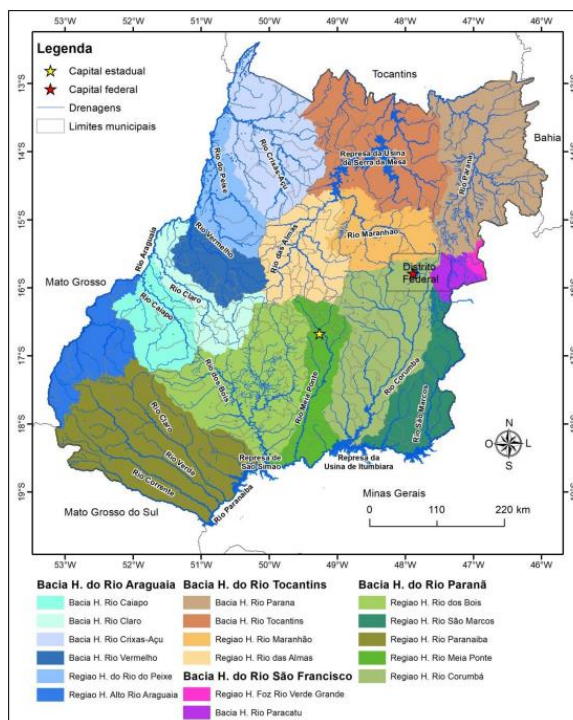 Legenda
Capital estadual
Capital federal
Drenagens
Limites municipais
13°S
14°S
15°S
16°S
17°S
18°S
19°S
Tocantins
Bahia
Mato Grosso
Mato Grosso do Sul
Minas Gerais
Distrito
Federal
Rio Crixás-Açu
Rio do Peixe
Represa da Usina
de Serra da Mesa
Rio Parana
Rio Vermelho
Rio Araguaia
Rio das Almas
Rio Maranhao
Rio Claro
Rio Caiapo
Rio dos Bois
Rio Meia Ponte
Rio Corumba
Rio São Marcos
Rio Claro
Rio Verde
Rio Corrente
Represa de
Sao Simao
Represa da
Usina de Itumbiara
Rio Paranaiba
N
O
L
S
0 110 220 km
53°W 52°W 51°W 50°W 49°W 48°W 47°W 46°W
Bacia H. do Rio Araguaia
Bacia H. Rio Caiapo
Bacia H. Rio Claro
Bacia H. Rio Crixas-Açu
Bacia H. Rio Vermelho
Regiao H. do Rio do Peixe
Regiao H. Alto Rio Araguaia
Bacia H. do Rio Tocantins
Bacia H. Rio Parana
Bacia H. Rio Tocantins
Regiao H. Rio Maranhão
Regiao H. Rio das Almas
Bacia H. do Rio São Francisco
Regiao H. Foz Rio Verde Grande
Bacia H. Rio Paracatu
Bacia H. do Rio Paranã
Regiao H. Rio dos Bois
Regiao H. Rio São Marcos
Regiao H. Rio Paranaiba
Regiao H. Rio Meia Ponte
Regiao H. Rio Corumbá